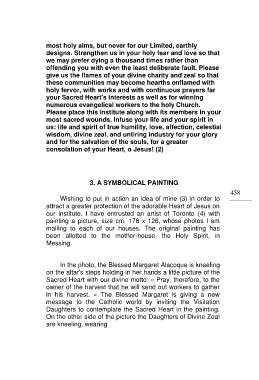 most holy aims, but never for our Limited, earthly
designs. Strengthen us in your holy fear and love so that
we may prefer dying a thousand times rather than
offending you with even the least deliberate fault. Please
give us the flames of your divine charity and zeal so that
these communities may become hearths enflamed with
holy fervor, with works and with continuous prayers far
your Sacred Heart's interests as well as for winning
numerous evangelical workers to the holy Church.
Please place this institute along with its members in your
most sacred wounds. Infuse your life and your spirit in
us: life and spirit of true humility, love, affection, celestial
wisdom, divine zeal, and untiring industry for your glory
and for the salvation of the souls, for a greater
consolation of your Heart, o Jesus! (2)
3. A SYMBOLICAL PAINTING
458
Wishing to put in action an idea of mine (3) in order to
attract a greater protection of the adorable Heart of Jesus on
our institute, I have entrusted an artist of Toronto (4) with
painting a picture, size cm. 178 x 126, whose photos I am
mailing to each of our houses. The original painting has
been allotted to the mother-house, the Holy Spirit, in
Messing.
In the photo, the Blessed Margaret Alacoque is kneeling
on the altar's steps holding in her hands a little picture of the
Sacred Heart with our divine motto: « Pray, therefore, to the
owner of the harvest that he will send out workers to gather
in his harvest. » The Blessed Margaret is giving a new
message to the Catholic world by inviting the Visitation
Daughters to contemplate the Sacred Heart in the painting.
On the other side of the picture the Daughtors of Divine Zeal
are kneeling, wearing